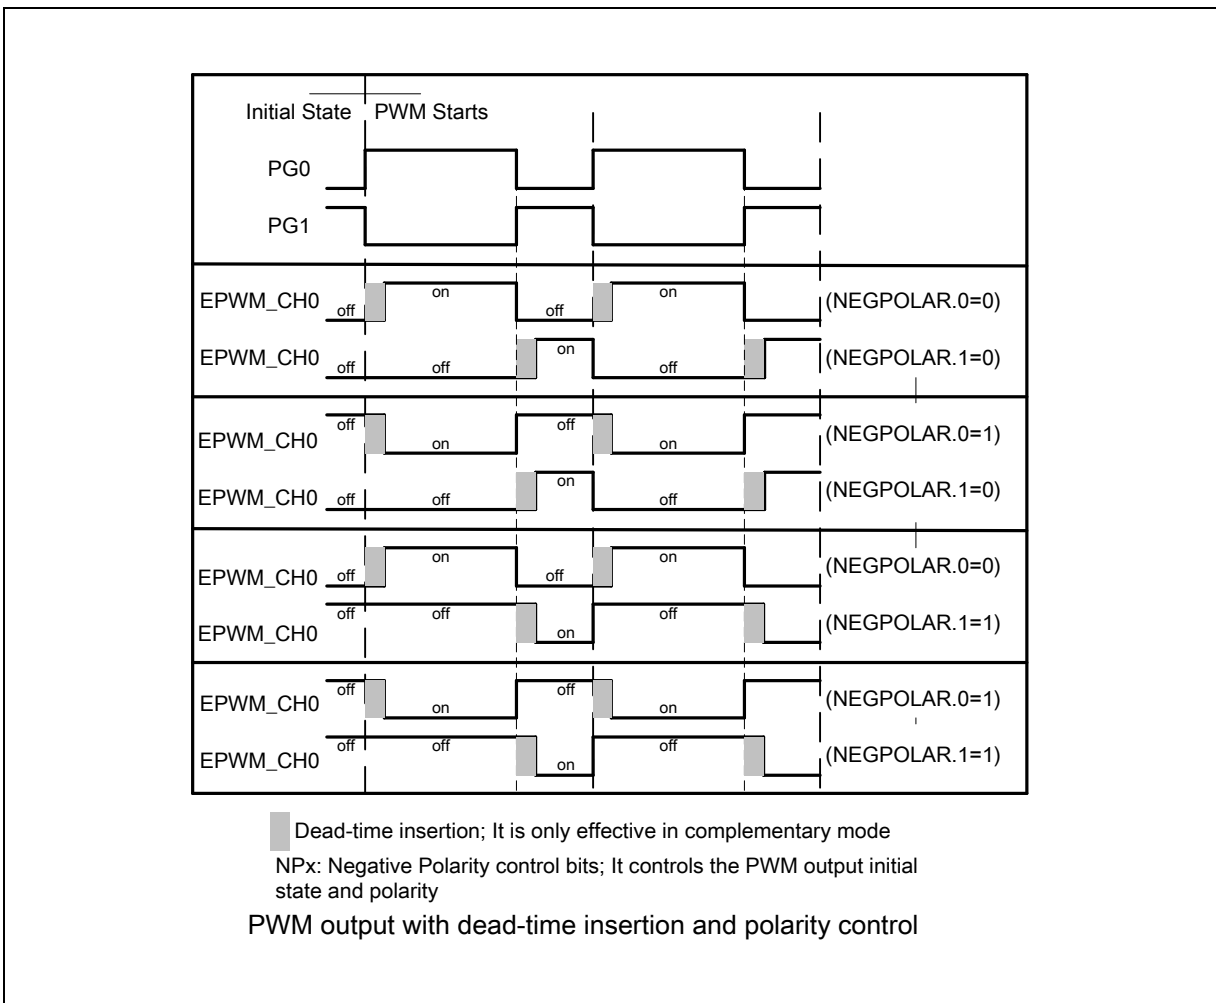 Initial State PWM Starts
PG0
PG1
EPWM_CH0 off on off on (NEGPOLAR.0=0)
EPWM_CH0 off off on off (NEGPOLAR.1=0)
EPWM_CH0 off on off on (NEGPOLAR.0=1)
EPWM_CH0 off off on off (NEGPOLAR.1=0)
EPWM_CH0 off on off on (NEGPOLAR.0=0)
EPWM_CH0 off off on off (NEGPOLAR.1=1)
EPWM_CH0 off on off on (NEGPOLAR.0=1)
EPWM_CH0 off off on off (NEGPOLAR.1=1)
Dead-time insertion; It is only effective in complementary mode
NPx: Negative Polarity control bits; It controls the PWM output initial
state and polarity
PWM output with dead-time insertion and polarity control